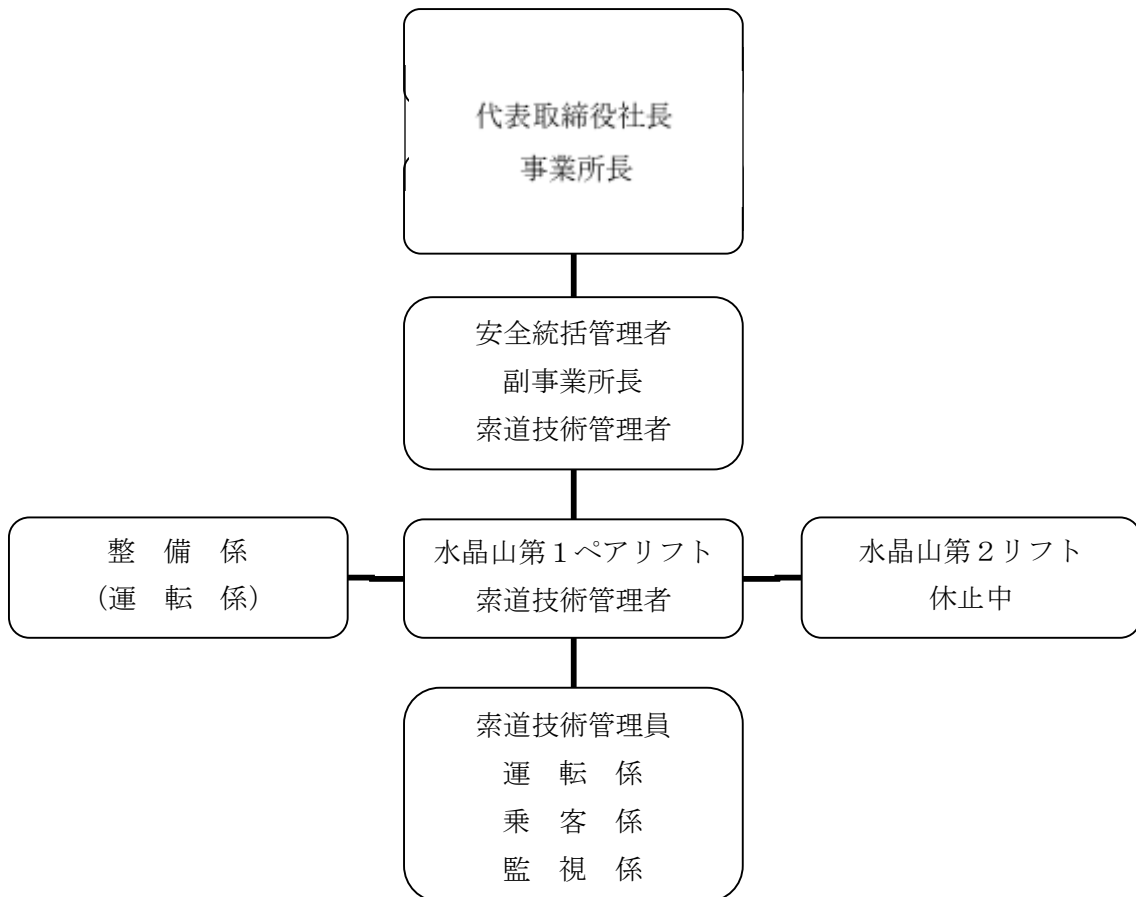 代表取締役社長
事業所長
安全統括管理者
副事業所長
索道技術管理者
整　備　係
（運　転　係）
水晶山第１ペアリフト
索道技術管理者
水晶山第２リフト
休止中
索道技術管理員
運　転　係
乗　客　係
監　視　係